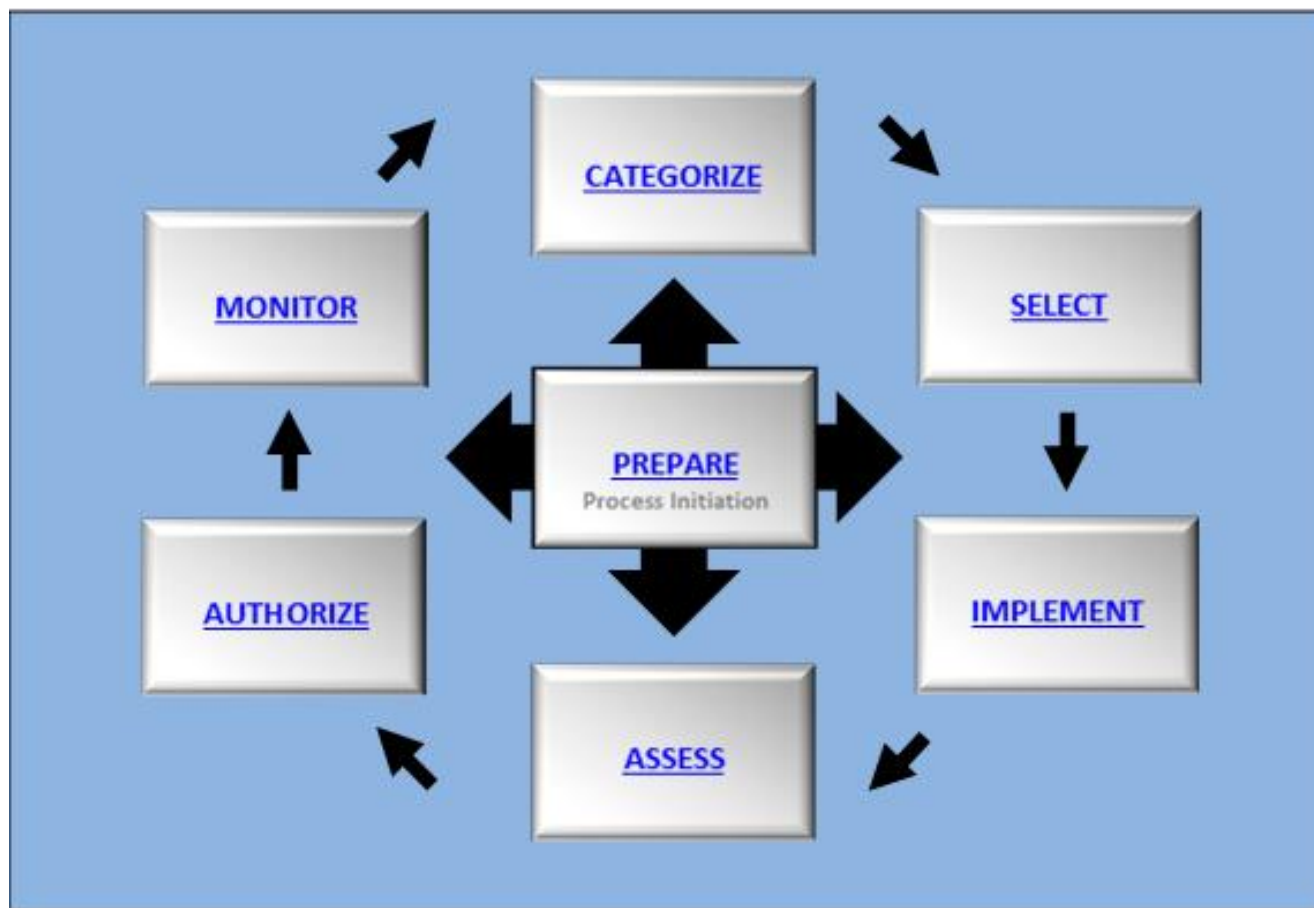 CATEGORIZE
SELECT
IMPLEMENT
ASSESS
AUTHORIZE
MONITOR
PREPARE
Process Initiation